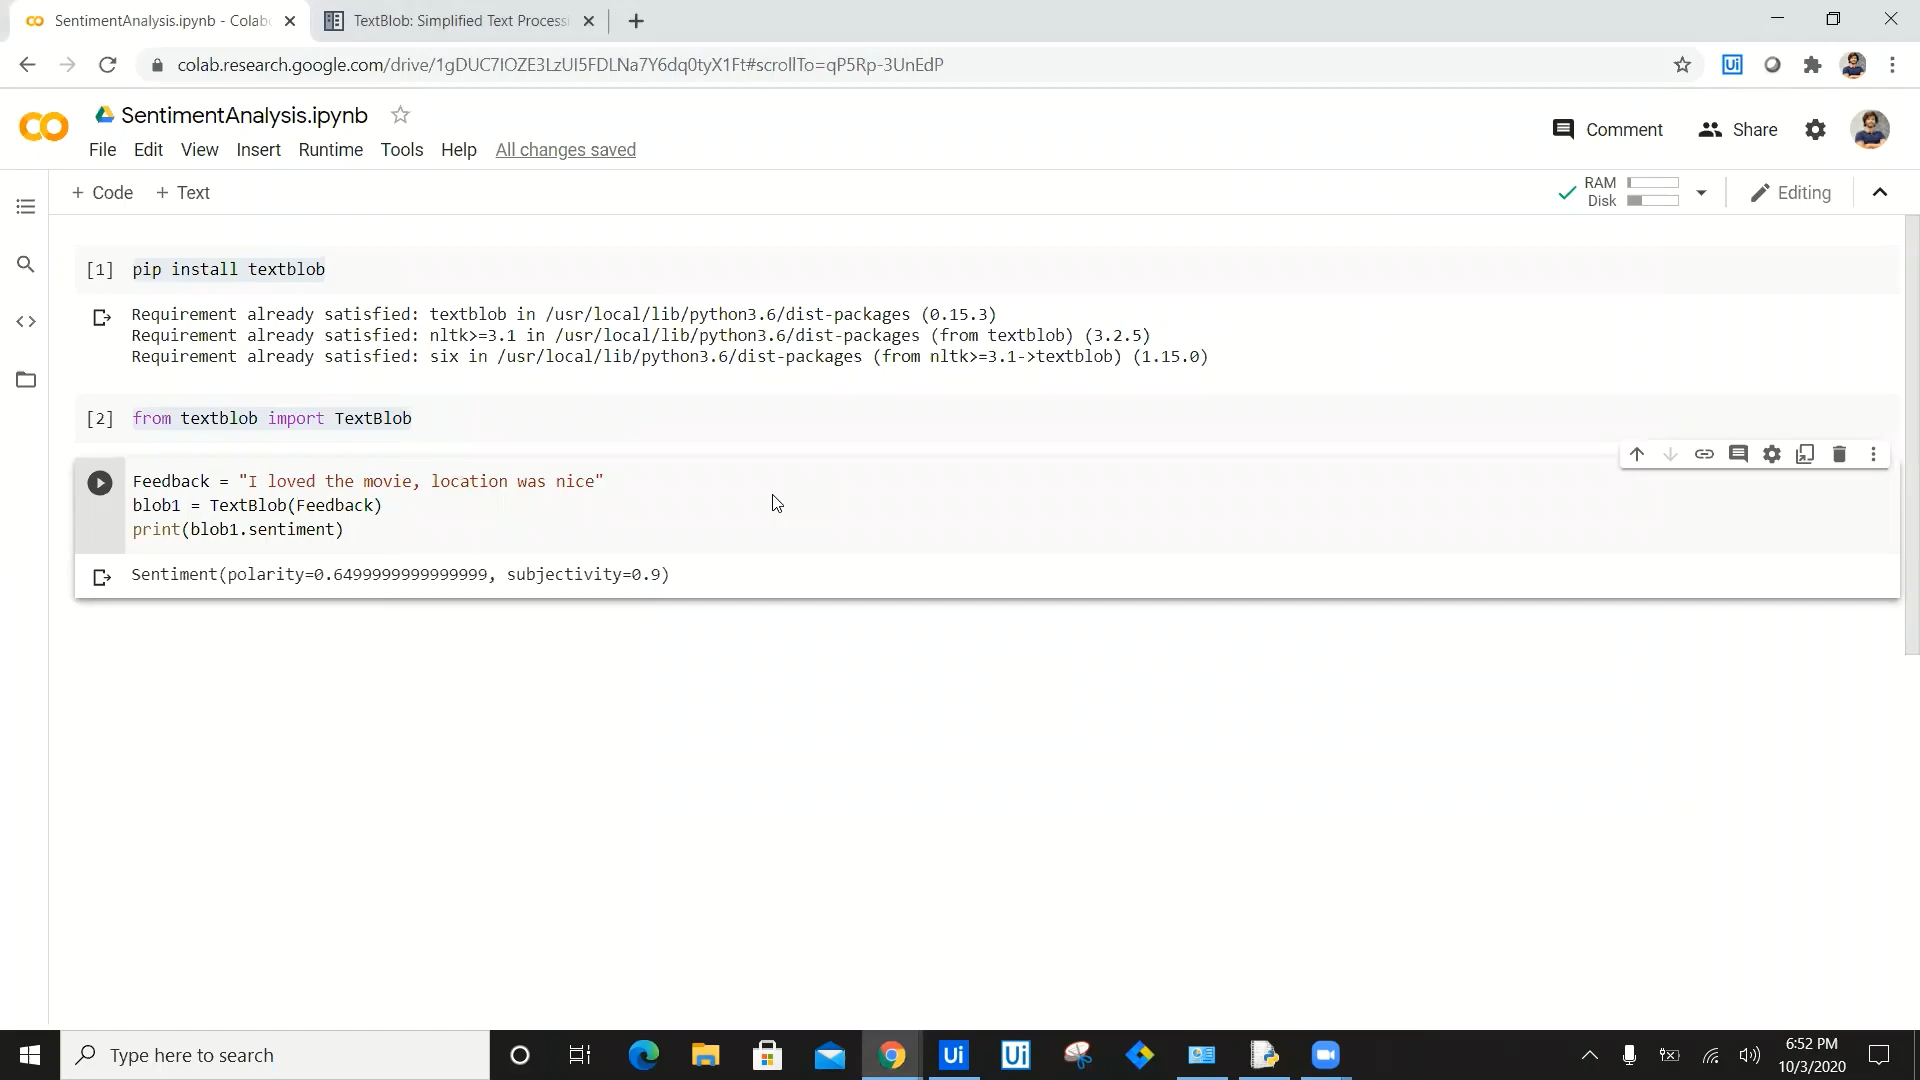 SentimentAnalysis.ipynb - Colab
TextBlob: Simplified Text Process
colab.research.google.com/drive/1gDUC7IOZE3LzUI5FDLNa7Y6dq0tyX1Ft#scrollTo=qP5Rp-3UnEdP
SentimentAnalysis.ipynb
Comment
Share
File Edit View Insert Runtime Tools Help All changes saved
+ Code + Text
RAM
Disk
Editing
[1] pip install textblob
Requirement already satisfied: textblob in /usr/local/lib/python3.6/dist-packages (0.15.3)
Requirement already satisfied: nltk>=3.1 in /usr/local/lib/python3.6/dist-packages (from textblob) (3.2.5)
Requirement already satisfied: six in /usr/local/lib/python3.6/dist-packages (from nltk>=3.1->textblob) (1.15.0)
[2] from textblob import TextBlob
Feedback = "I loved the movie, location was nice"
blob1 = TextBlob(Feedback)
print(blob1.sentiment)
Sentiment(polarity=0.6499999999999999, subjectivity=0.9)
Type here to search
Ui
Ui
6:52 PM
10/3/2020